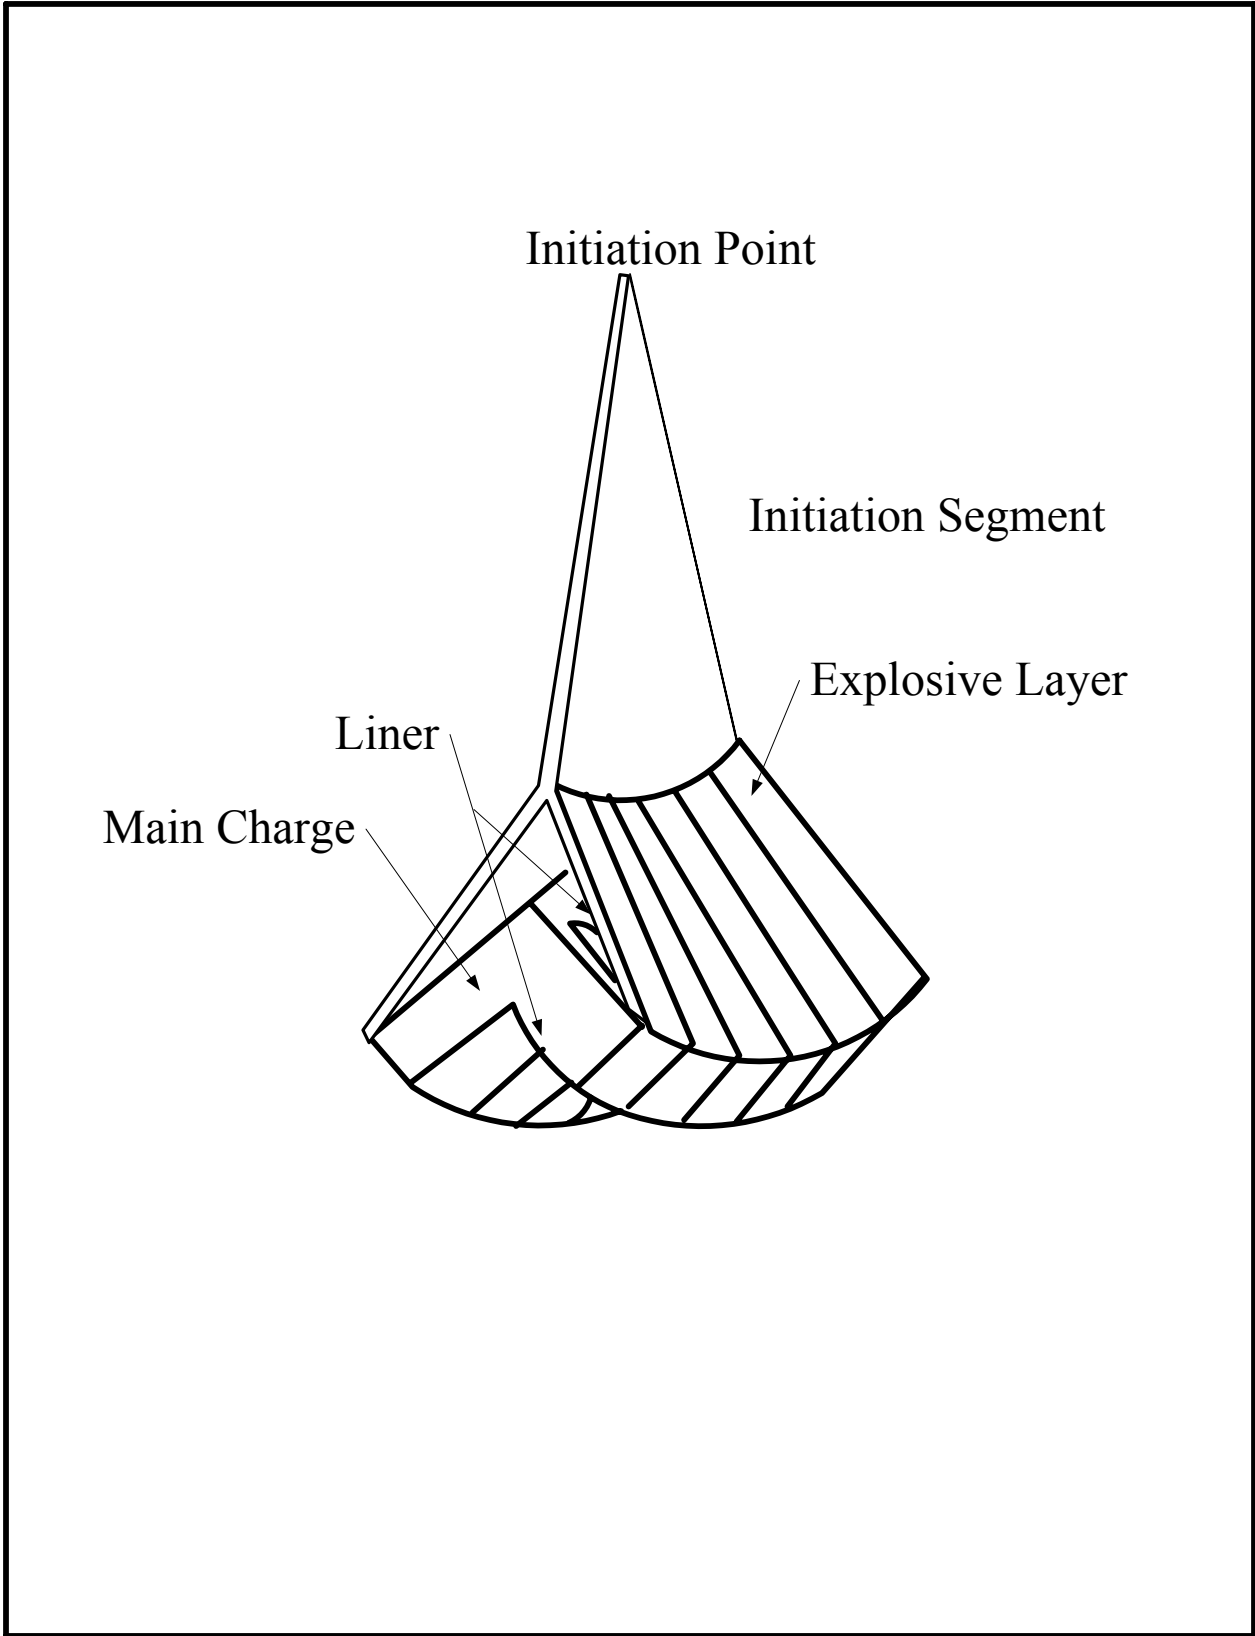 Initiation Point
Initiation Segment
Explosive Layer
Liner
Main Charge